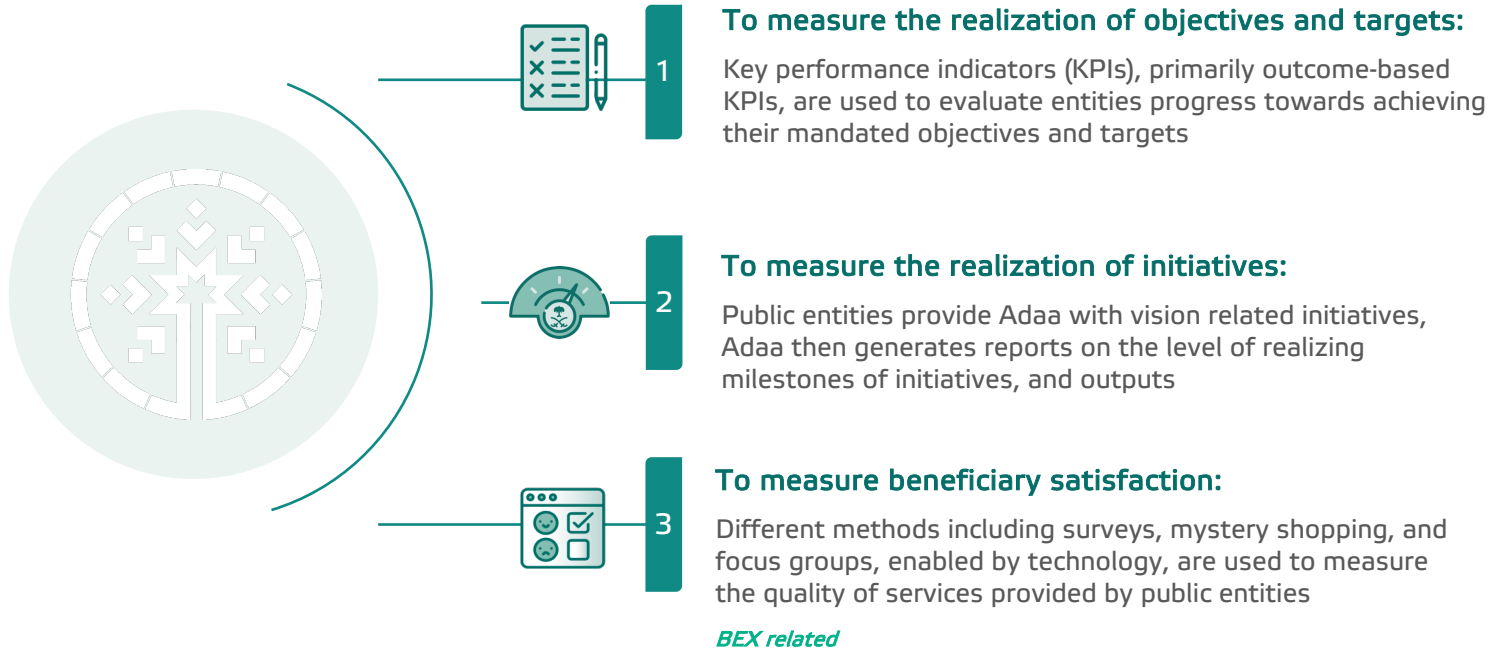 1
To measure the realization of objectives and targets:
Key performance indicators (KPIs), primarily outcome-based
KPIs, are used to evaluate entities progress towards achieving
their mandated objectives and targets
2
To measure the realization of initiatives:
Public entities provide Adaa with vision related initiatives,
Adaa then generates reports on the level of realizing
milestones of initiatives, and outputs
3
To measure beneficiary satisfaction:
Different methods including surveys, mystery shopping, and
focus groups, enabled by technology, are used to measure
the quality of services provided by public entities
BEX related